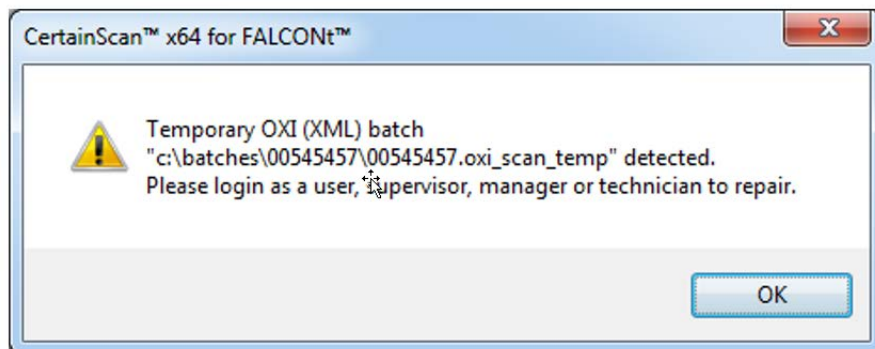 CertainScan™ x64 for FALCONt™
Temporary OXI (XML) batch
"c:\batches\00545457\00545457.oxi_scan_temp" detected.
Please login as a user, supervisor, manager or technician to repair.
OK